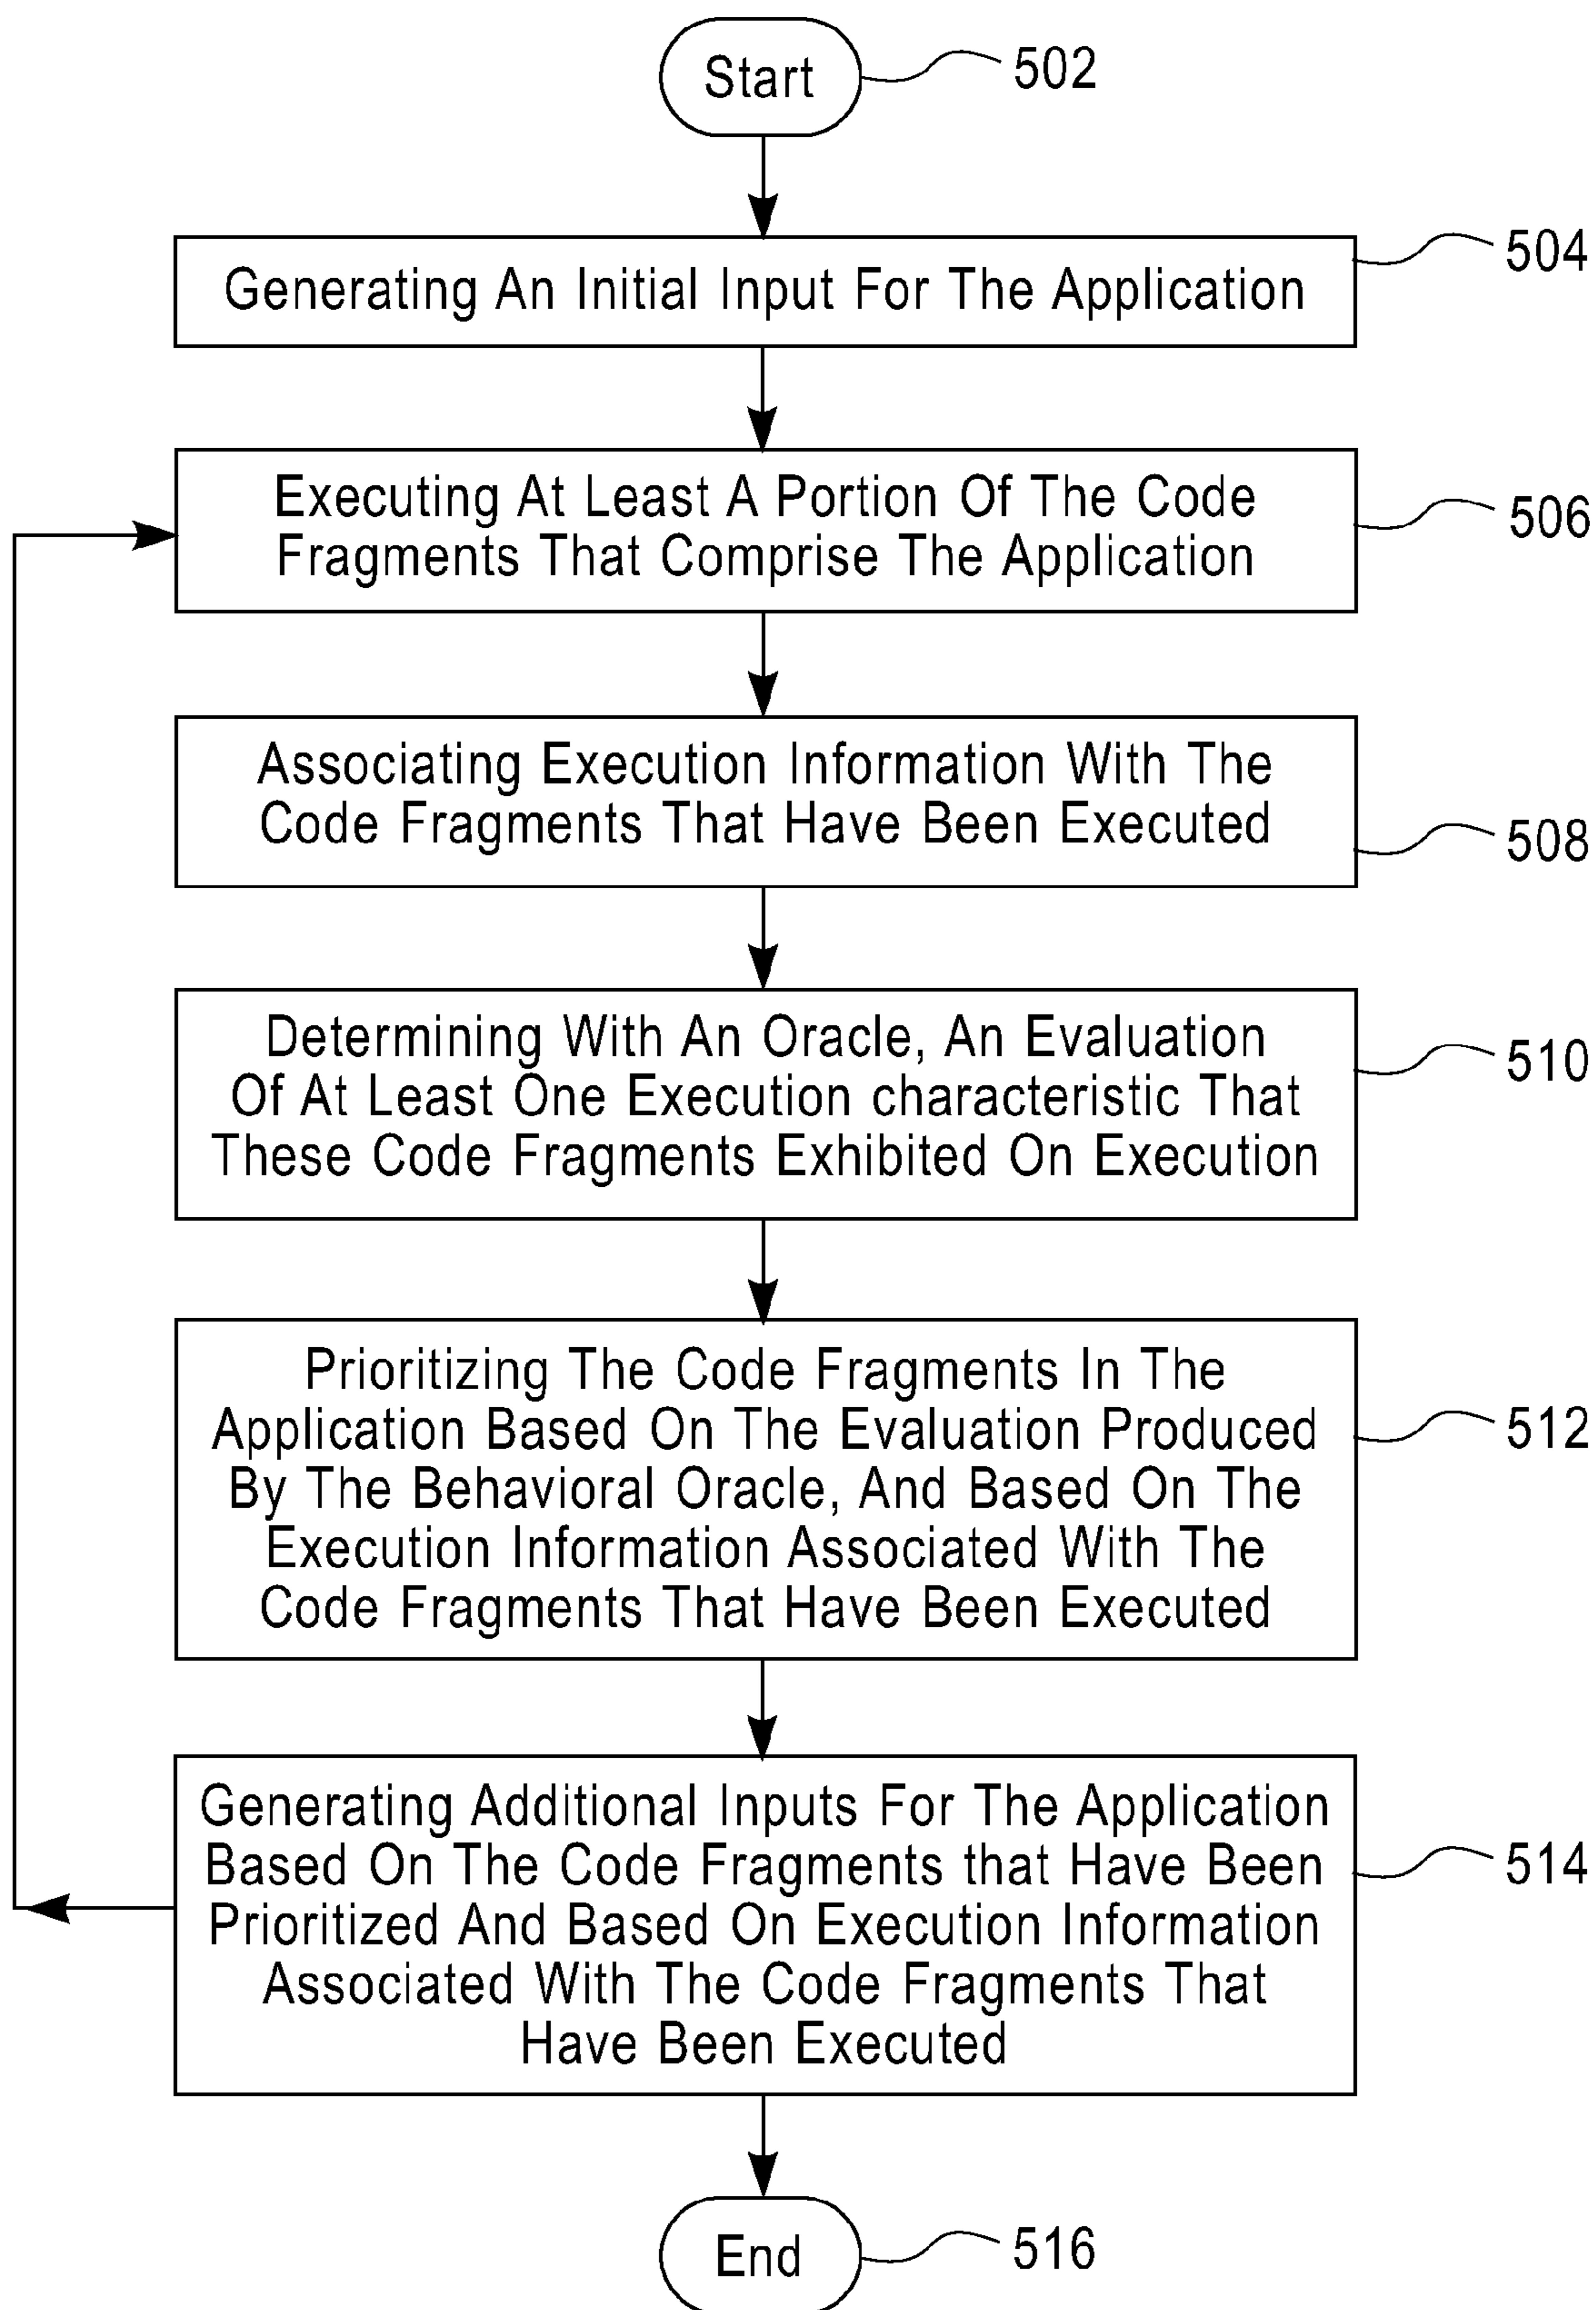 Start
502
Generating An Initial Input For The Application
504
Executing At Least A Portion Of The Code
Fragments That Comprise The Application
506
Associating Execution Information With The
Code Fragments That Have Been Executed
508
Determining With An Oracle, An Evaluation
Of At Least One Execution characteristic That
These Code Fragments Exhibited On Execution
510
Prioritizing The Code Fragments In The
Application Based On The Evaluation Produced
By The Behavioral Oracle, And Based On The
Execution Information Associated With The
Code Fragments That Have Been Executed
512
Generating Additional Inputs For The Application
Based On The Code Fragments that Have Been
Prioritized And Based On Execution Information
Associated With The Code Fragments That
Have Been Executed
514
End
516